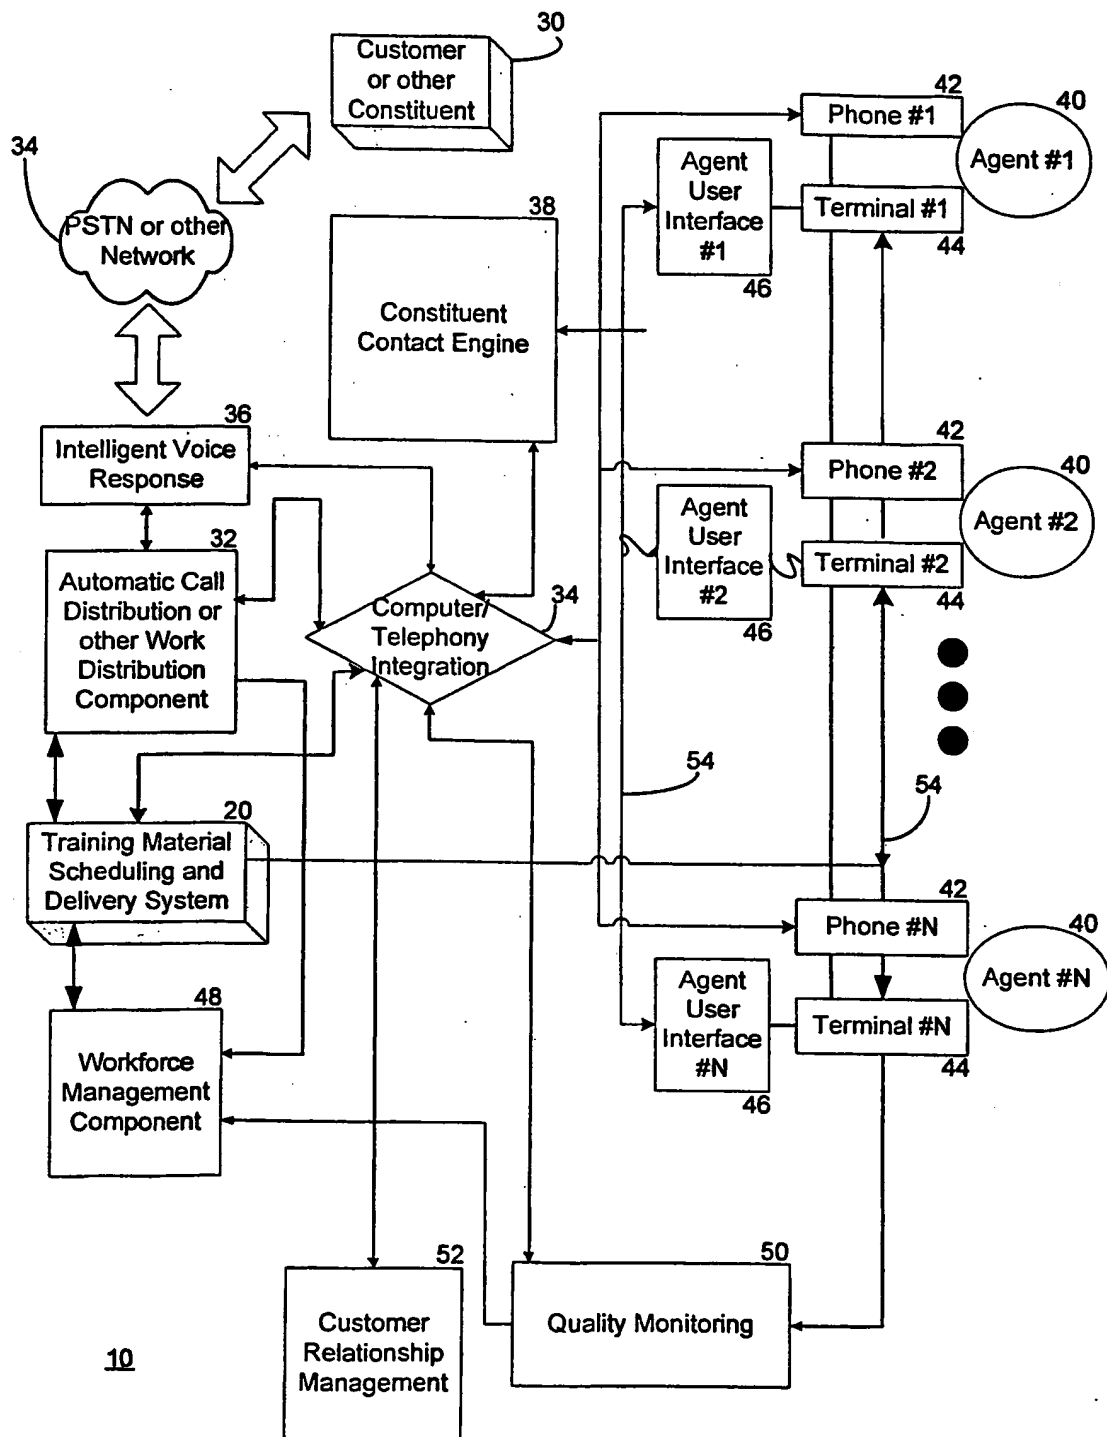 30
Customer
or other
Constituent
34
PSTN or other
Network
38
Constituent
Contact Engine
36
Intelligent Voice
Response
32
Automatic Call
Distribution or
other Work
Distribution
Component
34
Computer/
Telephony
Integration
20
Training Material
Scheduling and
Delivery System
48
Workforce
Management
Component
52
Customer
Relationship
Management
50
Quality Monitoring
10
42
Phone #1
40
Agent #1
Agent
User
Interface
#1
46
Terminal #1
44
42
Phone #2
40
Agent #2
Agent
User
Interface
#2
46
Terminal #2
44
54
54
42
Phone #N
40
Agent #N
Agent
User
Interface
#N
46
Terminal #N
44